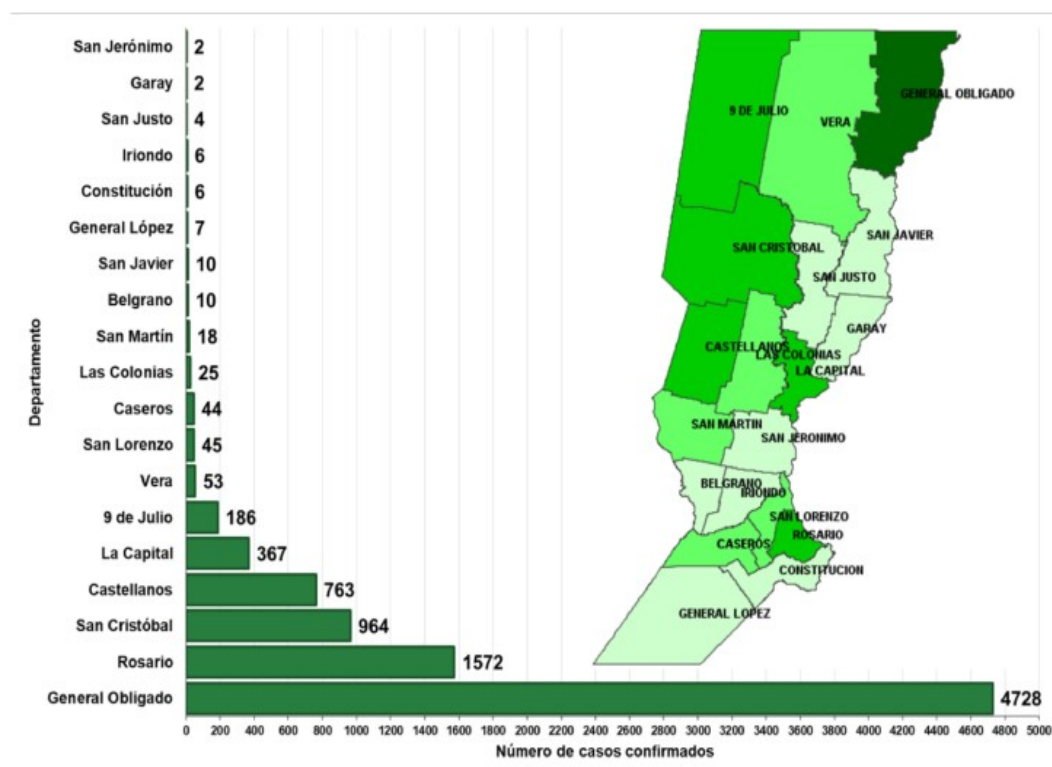 San Jerónimo 2
Garay 2
San Justo 4
Iriondo 6
Constitución 6
General López 7
San Javier 10
Belgrano 10
San Martín 18
Las Colonias 25
Caseros 44
San Lorenzo 45
Vera 53
9 de Julio 186
La Capital 367
Castellanos 763
San Cristóbal 964
Rosario 1572
General Obligado 4728
Departamento
0 200 400 600 800 1000 1200 1400 1600 1800 2000 2200 2400 2600 2800 3000 3200 3400 3600 3800 4000 4200 4400 4600 4800 5000
Número de casos confirmados
GENERAL OBLIGADO
9 DE JULIO
VERA
SAN JAVIER
SAN CRISTOBAL
SAN JUSTO
GARAY
CASTELLANOS
LAS COLONIAS
LA CAPITAL
SAN MARTIN
SAN JERONIMO
BELGRANO
IRIONDO
SAN LORENZO
ROSARIO
CASEROS
CONSTITUCION
GENERAL LOPEZ